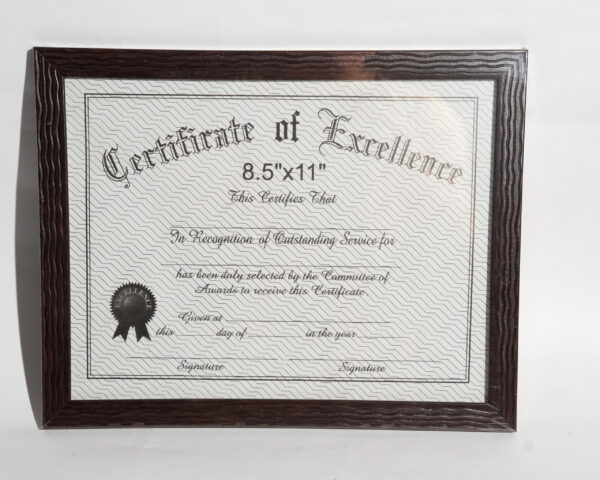 Certificate of Excellence
8.5"x11"
This Certifies That
In Recognition of Outstanding Service for
has been duly selected by the Committee of
Awards to receive this Certificate
EXCELLENCE
Given at
this day of in the year
Signature Signature